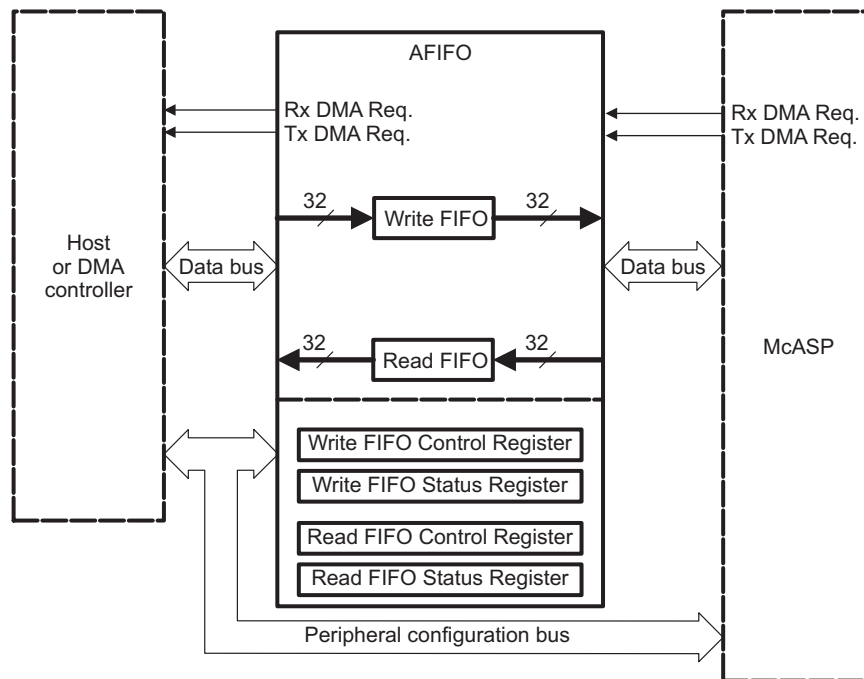 AFIFO
Rx DMA Req.
Tx DMA Req.
Rx DMA Req.
Tx DMA Req.
32
Write FIFO
32
Host
or DMA
controller
Data bus
Data bus
32
Read FIFO
32
McASP
Write FIFO Control Register
Write FIFO Status Register
Read FIFO Control Register
Read FIFO Status Register
Peripheral configuration bus